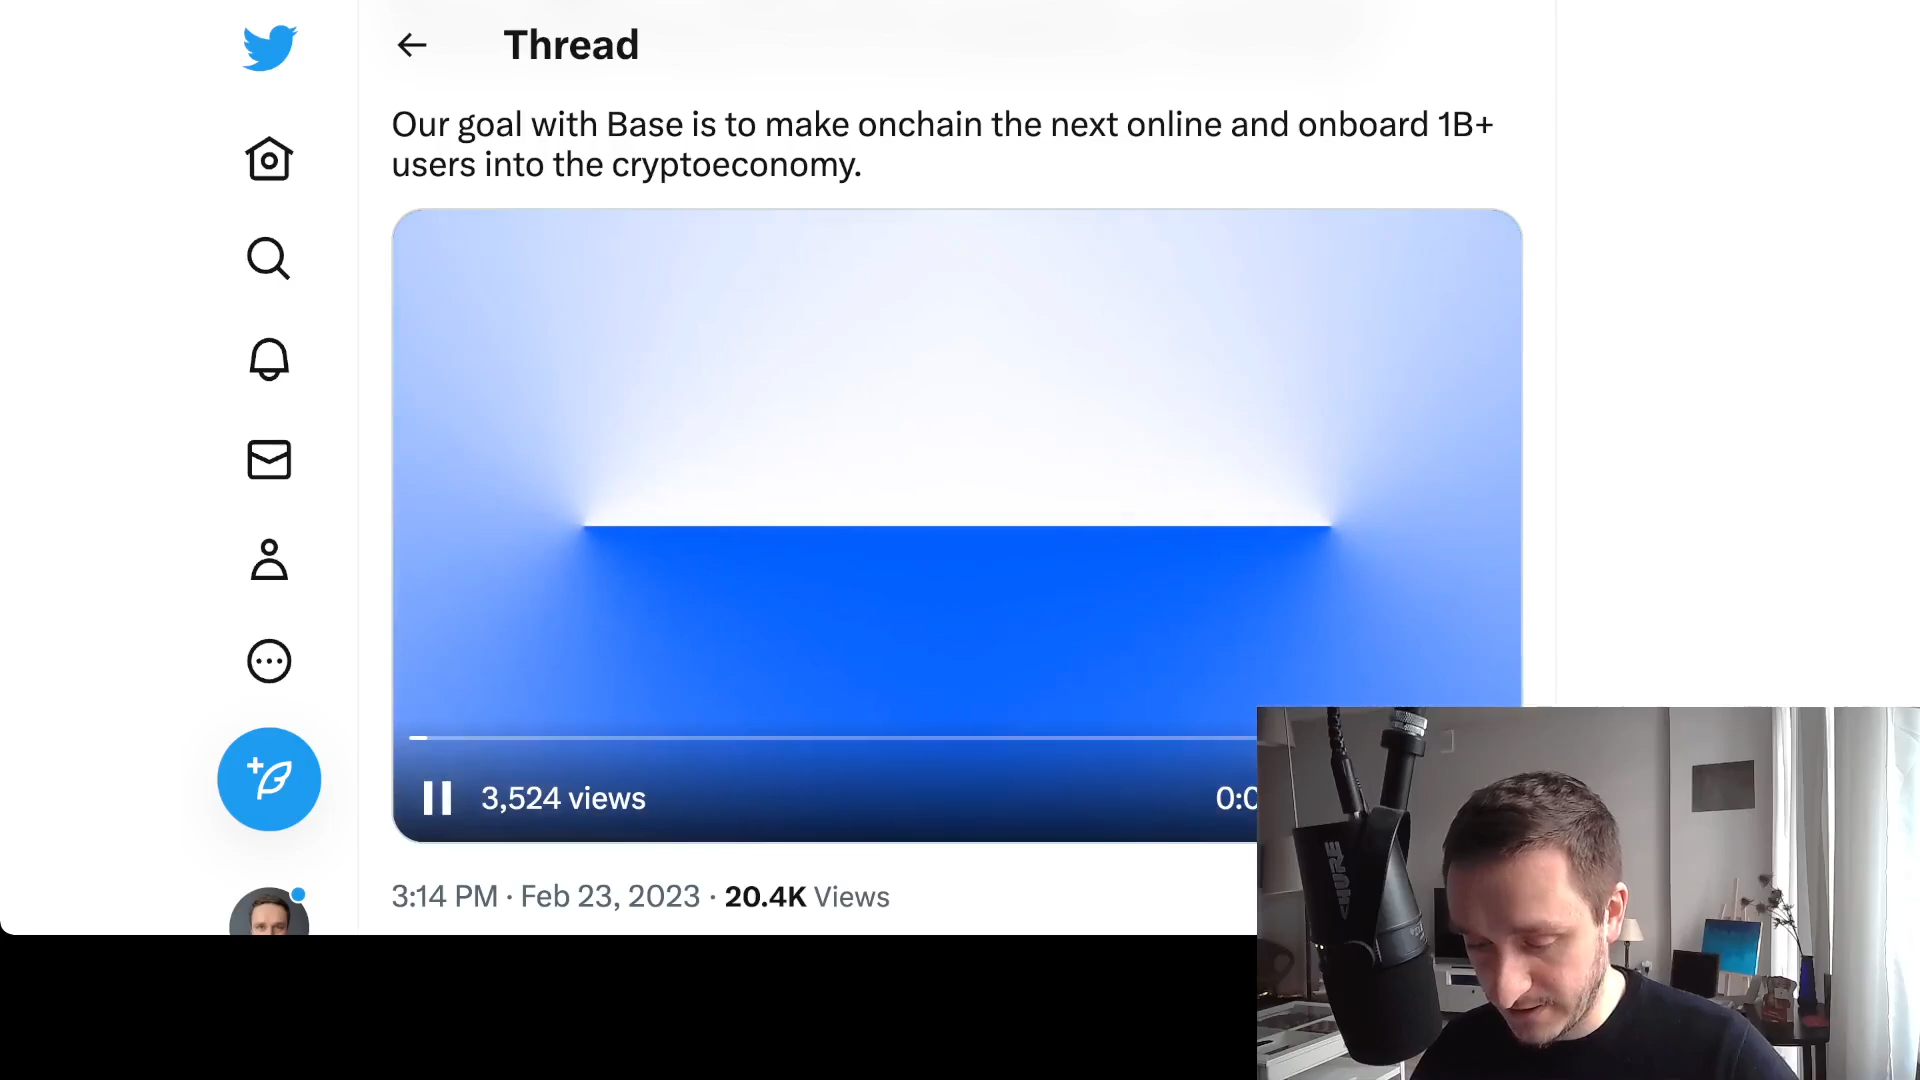 Thread
Our goal with Base is to make onchain the next online and onboard 1B+
users into the cryptoeconomy.
3,524 views
3:14 PM · Feb 23, 2023 · 20.4K Views